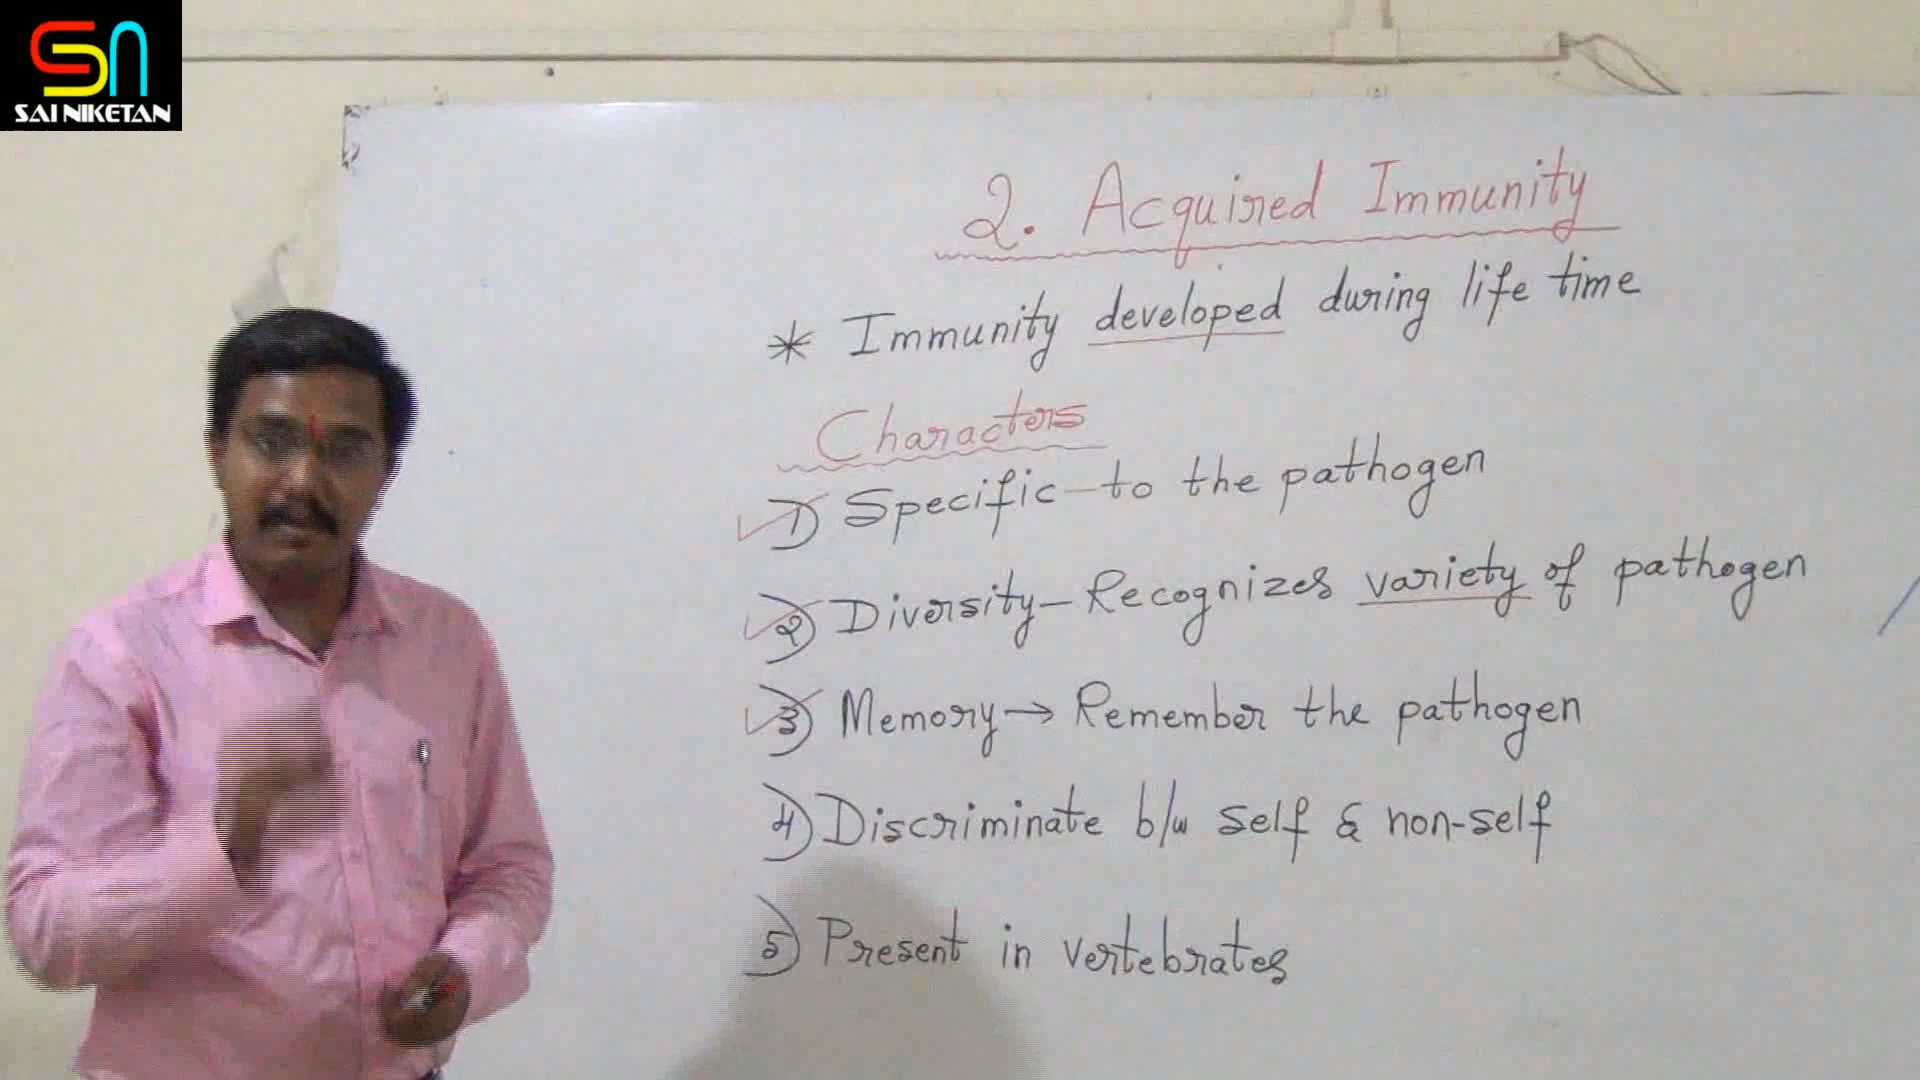 SN
SAI NIKETAN
2. Acquired Immunity
* Immunity developed during life time
Characters
1) Specific - to the pathogen
2) Diversity - Recognizes variety of pathogen
3) Memory → Remember the pathogen
4) Discriminate b/w self & non-self
5) Present in vertebrates